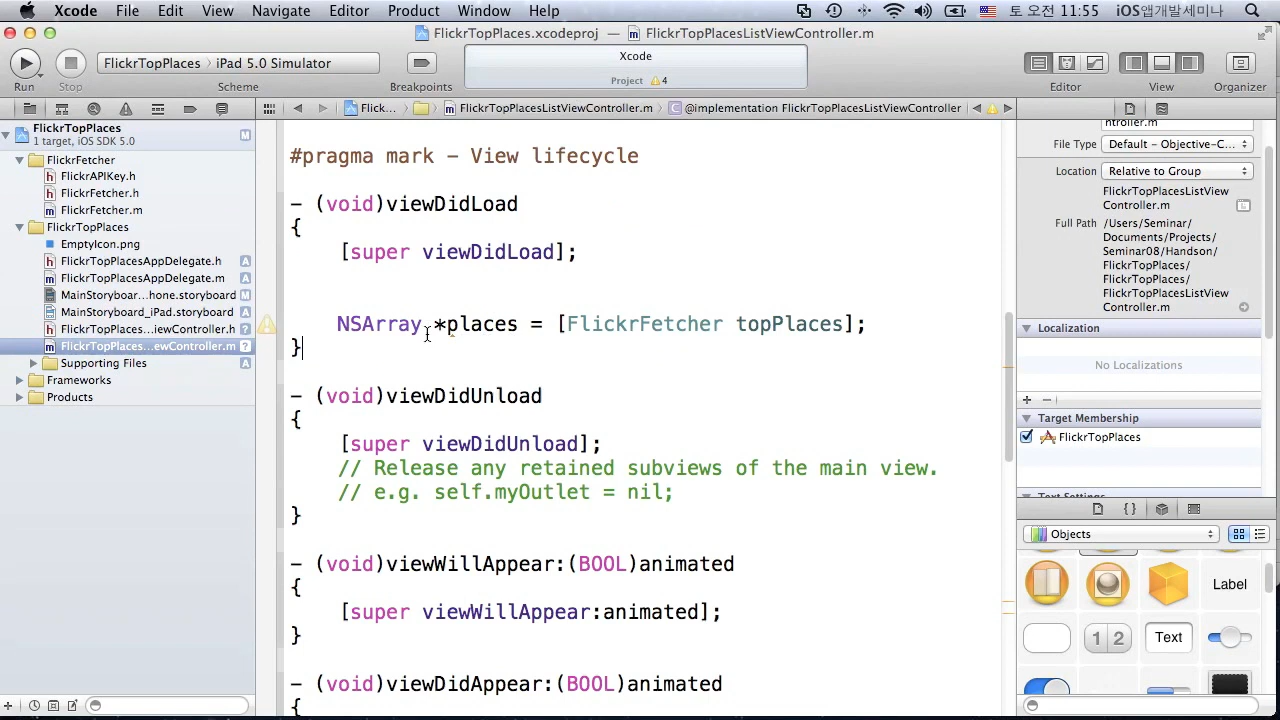 Xcode File Edit View Navigate Editor Product Window Help 토 오전 11:55 iOS앱개발세미나
FlickrTopPlaces.xcodeproj — FlickrTopPlacesListViewController.m
Run Stop FlickrTopPlaces › iPad 5.0 Simulator Scheme Breakpoints
Xcode
Project 4
Editor View Organizer
Flick... FlickrTopPlacesListViewController.m @implementation FlickrTopPlacesListViewController
FlickrTopPlaces M
1 target, iOS SDK 5.0
FlickrFetcher
h FlickrAPIKey.h
h FlickrFetcher.h
m FlickrFetcher.m
FlickrTopPlaces
EmptyIcon.png
h FlickrTopPlacesAppDelegate.h A
m FlickrTopPlacesAppDelegate.m A
MainStoryboar...hone.storyboard M
MainStoryboard_iPad.storyboard A
h FlickrTopPlaces...iewController.h ?
m FlickrTopPlaces...ewController.m ?
Supporting Files A
Frameworks
Products
#pragma mark - View lifecycle
- (void)viewDidLoad
{
[super viewDidLoad];
NSArray *places = [FlickrFetcher topPlaces];
}
- (void)viewDidUnload
{
[super viewDidUnload];
// Release any retained subviews of the main view.
// e.g. self.myOutlet = nil;
}
- (void)viewWillAppear:(BOOL)animated
{
[super viewWillAppear:animated];
}
- (void)viewDidAppear:(BOOL)animated
{
ntroller.m
File Type Default - Objective-C...
Location Relative to Group
FlickrTopPlacesListView
Controller.m
Full Path /Users/Seminar/
Documents/Projects/
Seminar08/Handson/
FlickrTopPlaces/
FlickrTopPlaces/
FlickrTopPlacesListView
Controller.m
Localization
No Localizations
+ −
Target Membership
FlickrTopPlaces
Text Settings
Objects
Label
1 2 Text